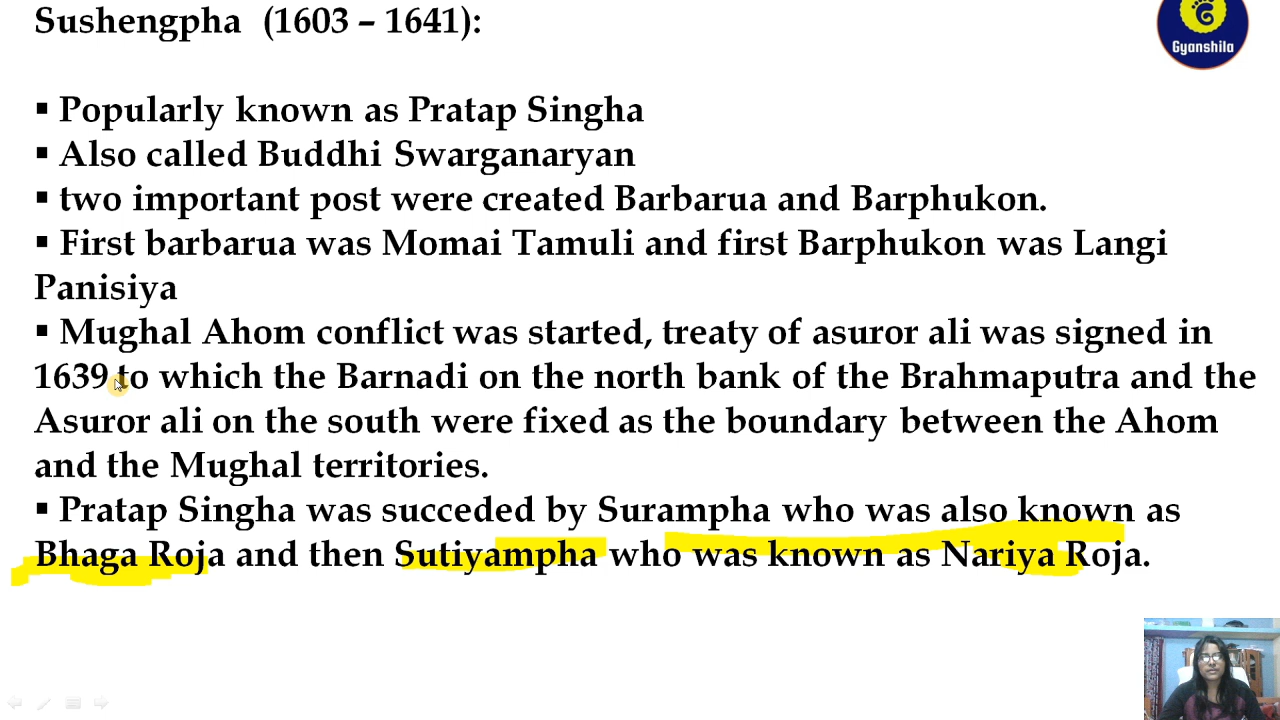 Sushengpha (1603 – 1641):
Gyanshila
▪ Popularly known as Pratap Singha
▪ Also called Buddhi Swarganaryan
▪ two important post were created Barbarua and Barphukon.
▪ First barbarua was Momai Tamuli and first Barphukon was Langi
Panisiya
▪ Mughal Ahom conflict was started, treaty of asuror ali was signed in
1639 to which the Barnadi on the north bank of the Brahmaputra and the
Asuror ali on the south were fixed as the boundary between the Ahom
and the Mughal territories.
▪ Pratap Singha was succeded by Surampha who was also known as
Bhaga Roja and then Sutiyampha who was known as Nariya Roja.